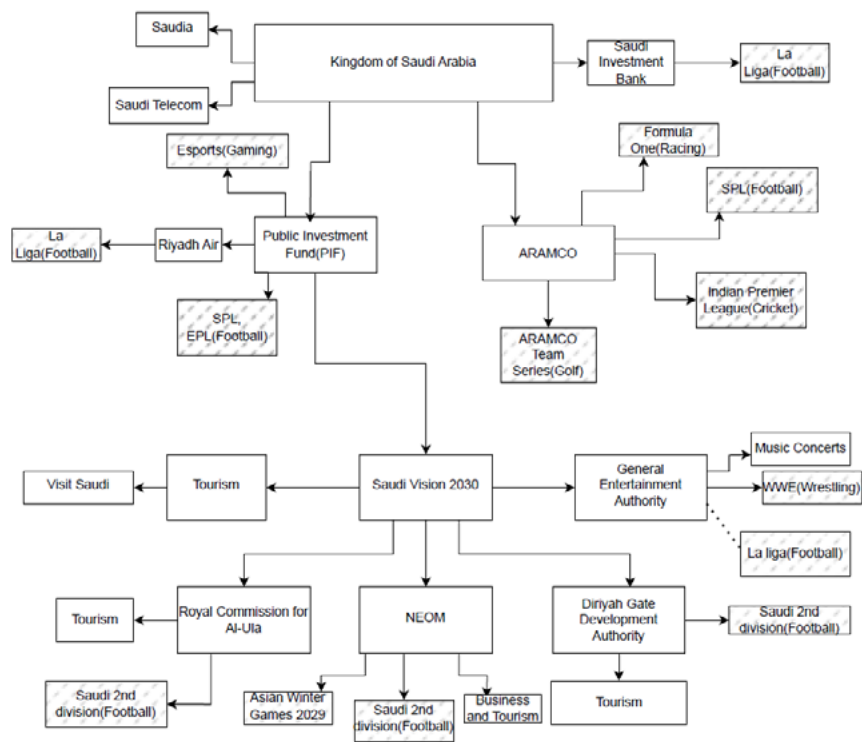 Saudia
Kingdom of Saudi Arabia
Saudi
Investment
Bank
La
Liga(Football)
Saudi Telecom
Esports(Gaming)
Formula
One(Racing)
SPL(Football)
La
Liga(Football)
Riyadh Air
Public Investment
Fund(PIF)
ARAMCO
Indian Premier
League(Cricket)
SPL,
EPL(Football)
ARAMCO
Team
Series(Golf)
Music Concerts
Visit Saudi
Tourism
Saudi Vision 2030
General
Entertainment
Authority
WWE(Wrestling)
La liga(Football)
Tourism
Royal Commission for
Al-Ula
NEOM
Diriyah Gate
Development
Authority
Saudi 2nd
division(Football)
Saudi 2nd
division(Football)
Asian Winter
Games 2029
Saudi 2nd
division(Football)
Business
and Tourism
Tourism